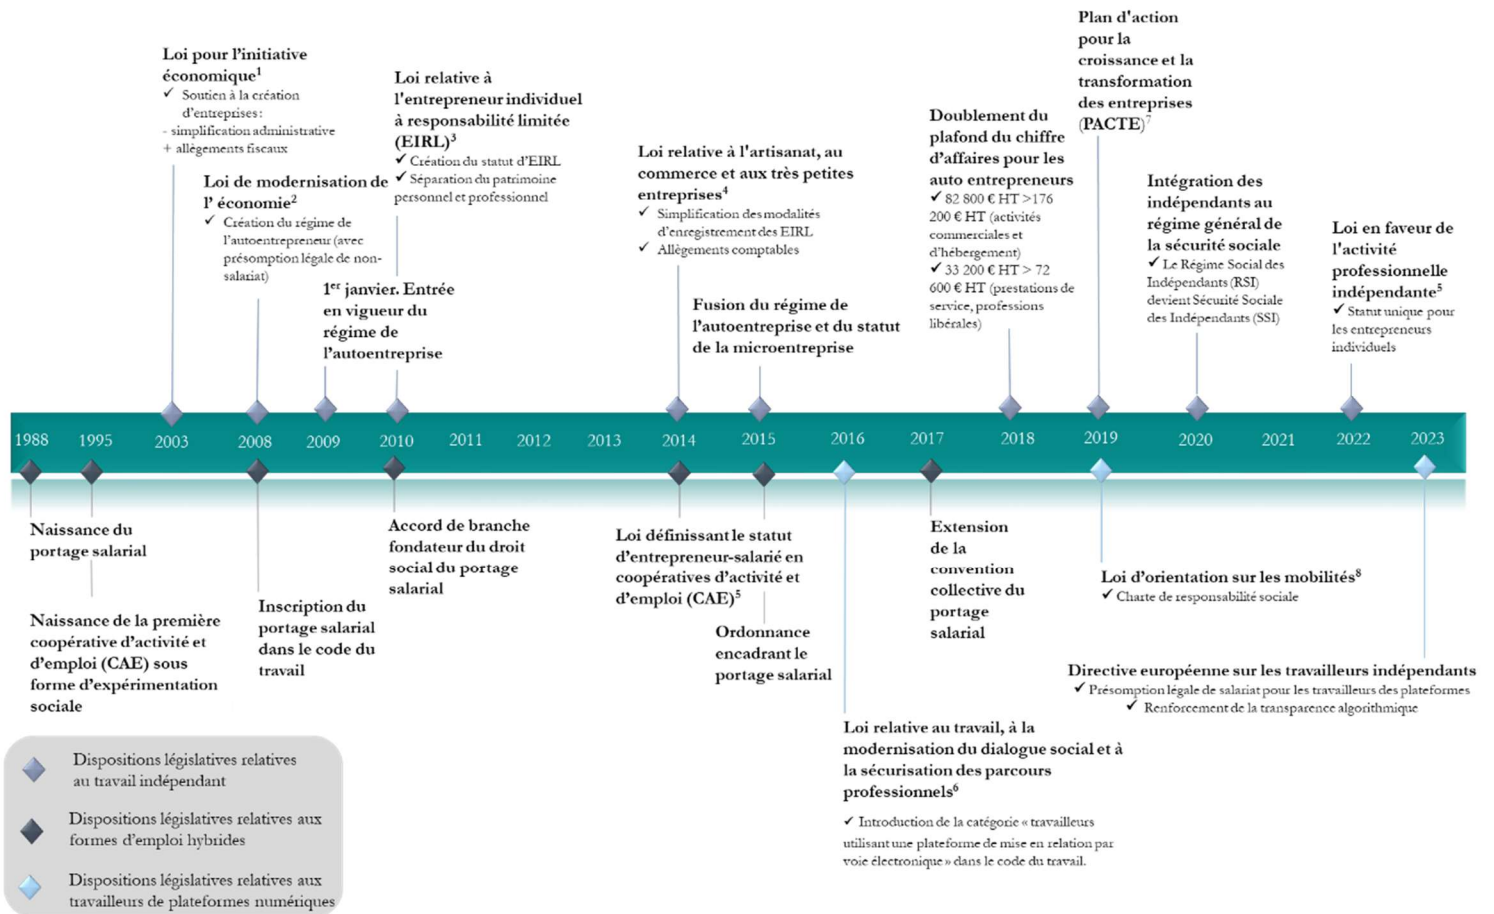 Loi pour l'initiative
économique¹
✓ Soutien à la création
d'entreprises :
- simplification administrative
+ allègements fiscaux
Loi de modernisation de
l' économie²
✓ Création du régime de
l'autoentrepreneur (avec
présomption légale de non-
salariat)
1er janvier. Entrée
en vigueur du
régime de
l'autoentreprise
Loi relative à
l'entrepreneur individuel
à responsabilité limitée
(EIRL)³
✓ Création du statut d'EIRL
✓ Séparation du patrimoine
personnel et professionnel
Loi relative à l'artisanat, au
commerce et aux très petites
entreprises⁴
✓ Simplification des modalités
d'enregistrement des EIRL
✓ Allègements comptables
Fusion du régime de
l'autoentreprise et du statut
de la microentreprise
Doublement du
plafond du chiffre
d'affaires pour les
auto entrepreneurs
✓ 82 800 € HT >176
200 € HT (activités
commerciales et
d'hébergement)
✓ 33 200 € HT > 72
600 € HT (prestations de
service, professions
libérales)
Plan d'action
pour la
croissance et la
transformation
des entreprises
(PACTE)⁷
Intégration des
indépendants au
régime général de
la sécurité sociale
✓ Le Régime Social des
Indépendants (RSI)
devient Sécurité Sociale
des Indépendants (SSI)
Loi en faveur de
l'activité
professionnelle
indépendante⁵
✓ Statut unique pour
les entrepreneurs
individuels
1988 1995 2003 2008 2009 2010 2011 2012 2013 2014 2015 2016 2017 2018 2019 2020 2021 2022 2023
Naissance du
portage salarial
Naissance de la première
coopérative d'activité et
d'emploi (CAE) sous
forme d'expérimentation
sociale
Inscription du
portage salarial
dans le code du
travail
Accord de branche
fondateur du droit
social du portage
salarial
Loi définissant le statut
d'entrepreneur-salarié en
coopératives d'activité et
d'emploi (CAE)⁵
Ordonnance
encadrant le
portage salarial
Loi relative au travail, à la
modernisation du dialogue social et à
la sécurisation des parcours
professionnels⁶
✓ Introduction de la catégorie « travailleurs
utilisant une plateforme de mise en relation par
voie électronique » dans le code du travail.
Extension
de la
convention
collective du
portage
salarial
Loi d'orientation sur les mobilités⁸
✓ Charte de responsabilité sociale
Directive européenne sur les travailleurs indépendants
✓ Présomption légale de salariat pour les travailleurs des plateformes
✓ Renforcement de la transparence algorithmique
Dispositions législatives relatives
au travail indépendant
Dispositions législatives relatives aux
formes d'emploi hybrides
Dispositions législatives relatives aux
travailleurs de plateformes numériques